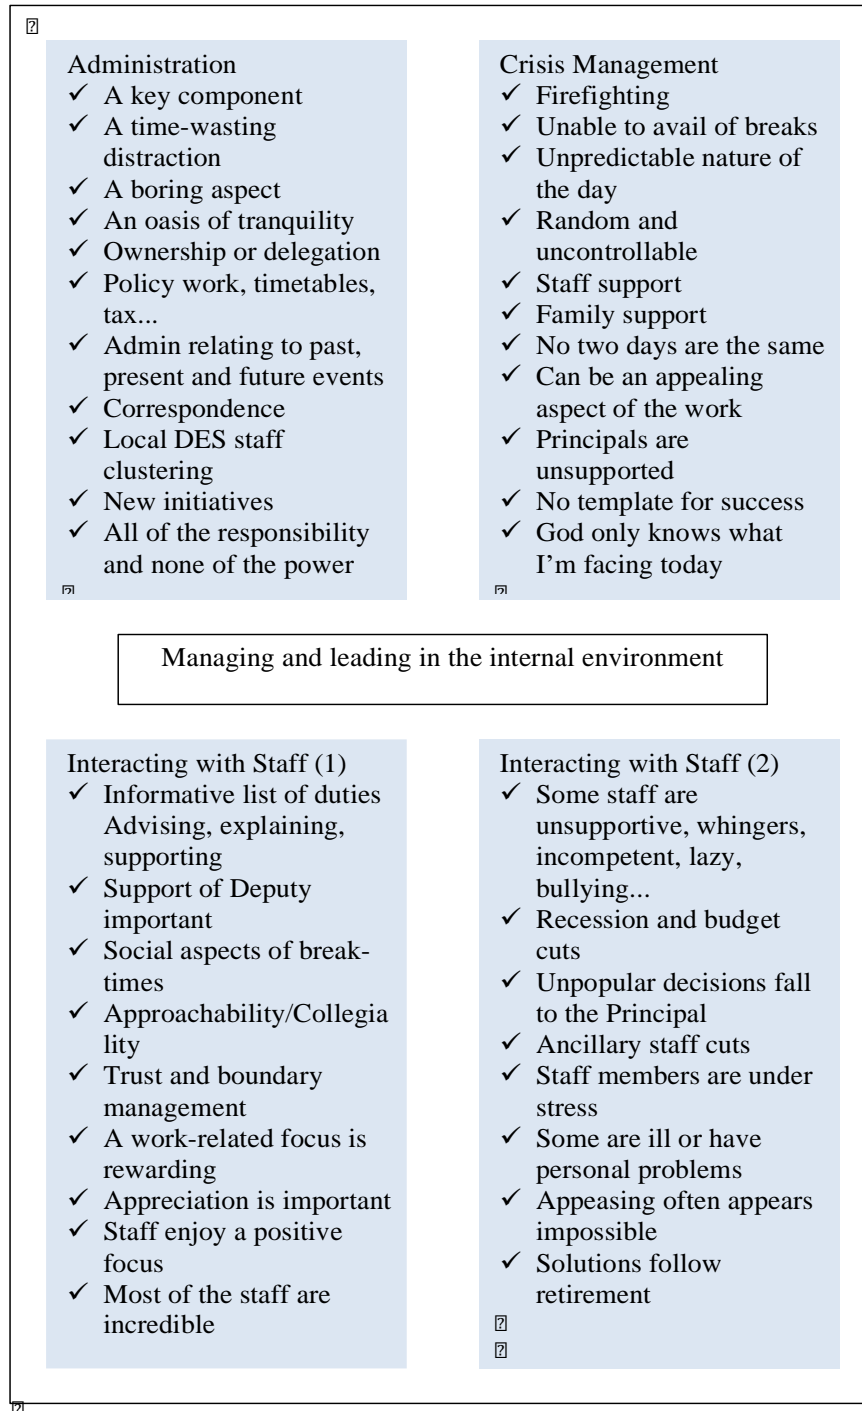 Administration
✓ A key component
✓ A time-wasting
distraction
✓ A boring aspect
✓ An oasis of tranquility
✓ Ownership or delegation
✓ Policy work, timetables,
tax...
✓ Admin relating to past,
present and future events
✓ Correspondence
✓ Local DES staff
clustering
✓ New initiatives
✓ All of the responsibility
and none of the power
Crisis Management
✓ Firefighting
✓ Unable to avail of breaks
✓ Unpredictable nature of
the day
✓ Random and
uncontrollable
✓ Staff support
✓ Family support
✓ No two days are the same
✓ Can be an appealing
aspect of the work
✓ Principals are
unsupported
✓ No template for success
✓ God only knows what
I'm facing today
Managing and leading in the internal environment
Interacting with Staff (1)
✓ Informative list of duties
Advising, explaining,
supporting
✓ Support of Deputy
important
✓ Social aspects of break-
times
✓ Approachability/Collegia
lity
✓ Trust and boundary
management
✓ A work-related focus is
rewarding
✓ Appreciation is important
✓ Staff enjoy a positive
focus
✓ Most of the staff are
incredible
Interacting with Staff (2)
✓ Some staff are
unsupportive, whingers,
incompetent, lazy,
bullying...
✓ Recession and budget
cuts
✓ Unpopular decisions fall
to the Principal
✓ Ancillary staff cuts
✓ Staff members are under
stress
✓ Some are ill or have
personal problems
✓ Appeasing often appears
impossible
✓ Solutions follow
retirement